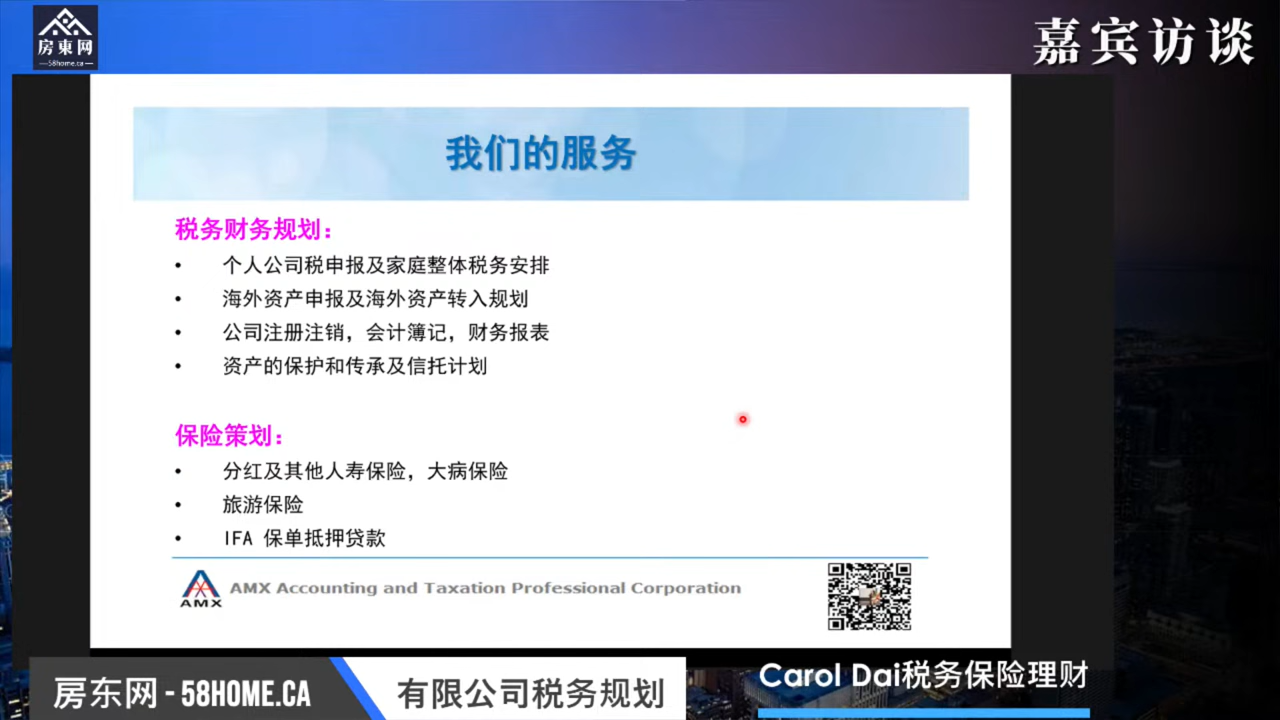 房東网
58home.ca
嘉宾访谈
我们的服务
税务财务规划：
• 个人公司税申报及家庭整体税务安排
• 海外资产申报及海外资产转入规划
• 公司注册注销，会计簿记，财务报表
• 资产的保护和传承及信托计划
保险策划：
• 分红及其他人寿保险，大病保险
• 旅游保险
• IFA 保单抵押贷款
AMX
AMX Accounting and Taxation Professional Corporation
房东网 - 58HOME.CA
有限公司税务规划
Carol Dai税务保险理财